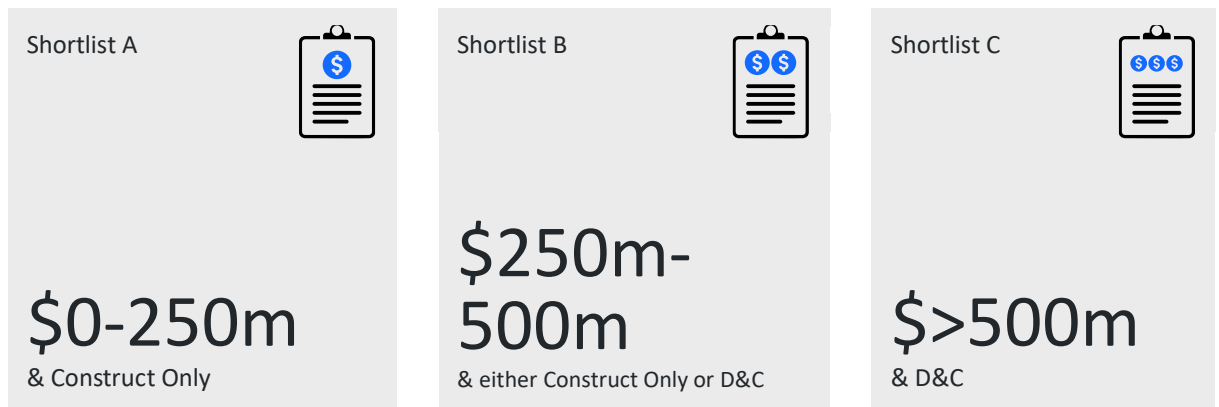 Shortlist A
$
$0-250m
& Construct Only
Shortlist B
$ $
$250m-
500m
& either Construct Only or D&C
Shortlist C
$ $ $
$>500m
& D&C